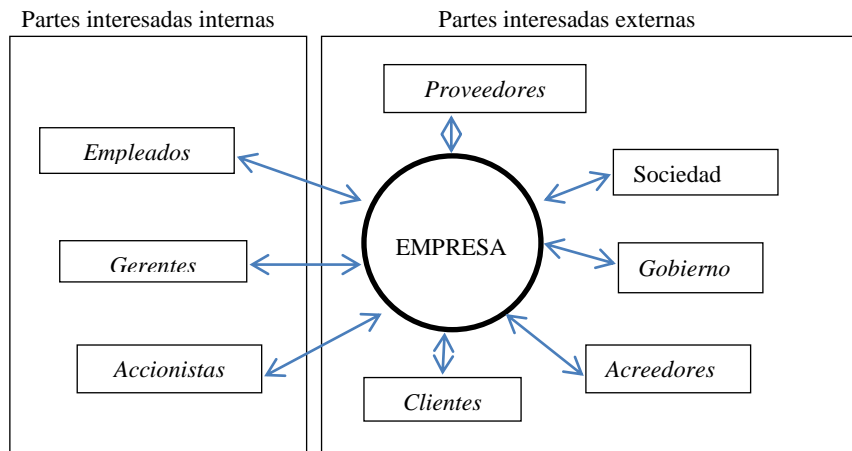 Partes interesadas internas
Partes interesadas externas
Proveedores
Empleados
Sociedad
EMPRESA
Gerentes
Gobierno
Accionistas
Acreedores
Clientes